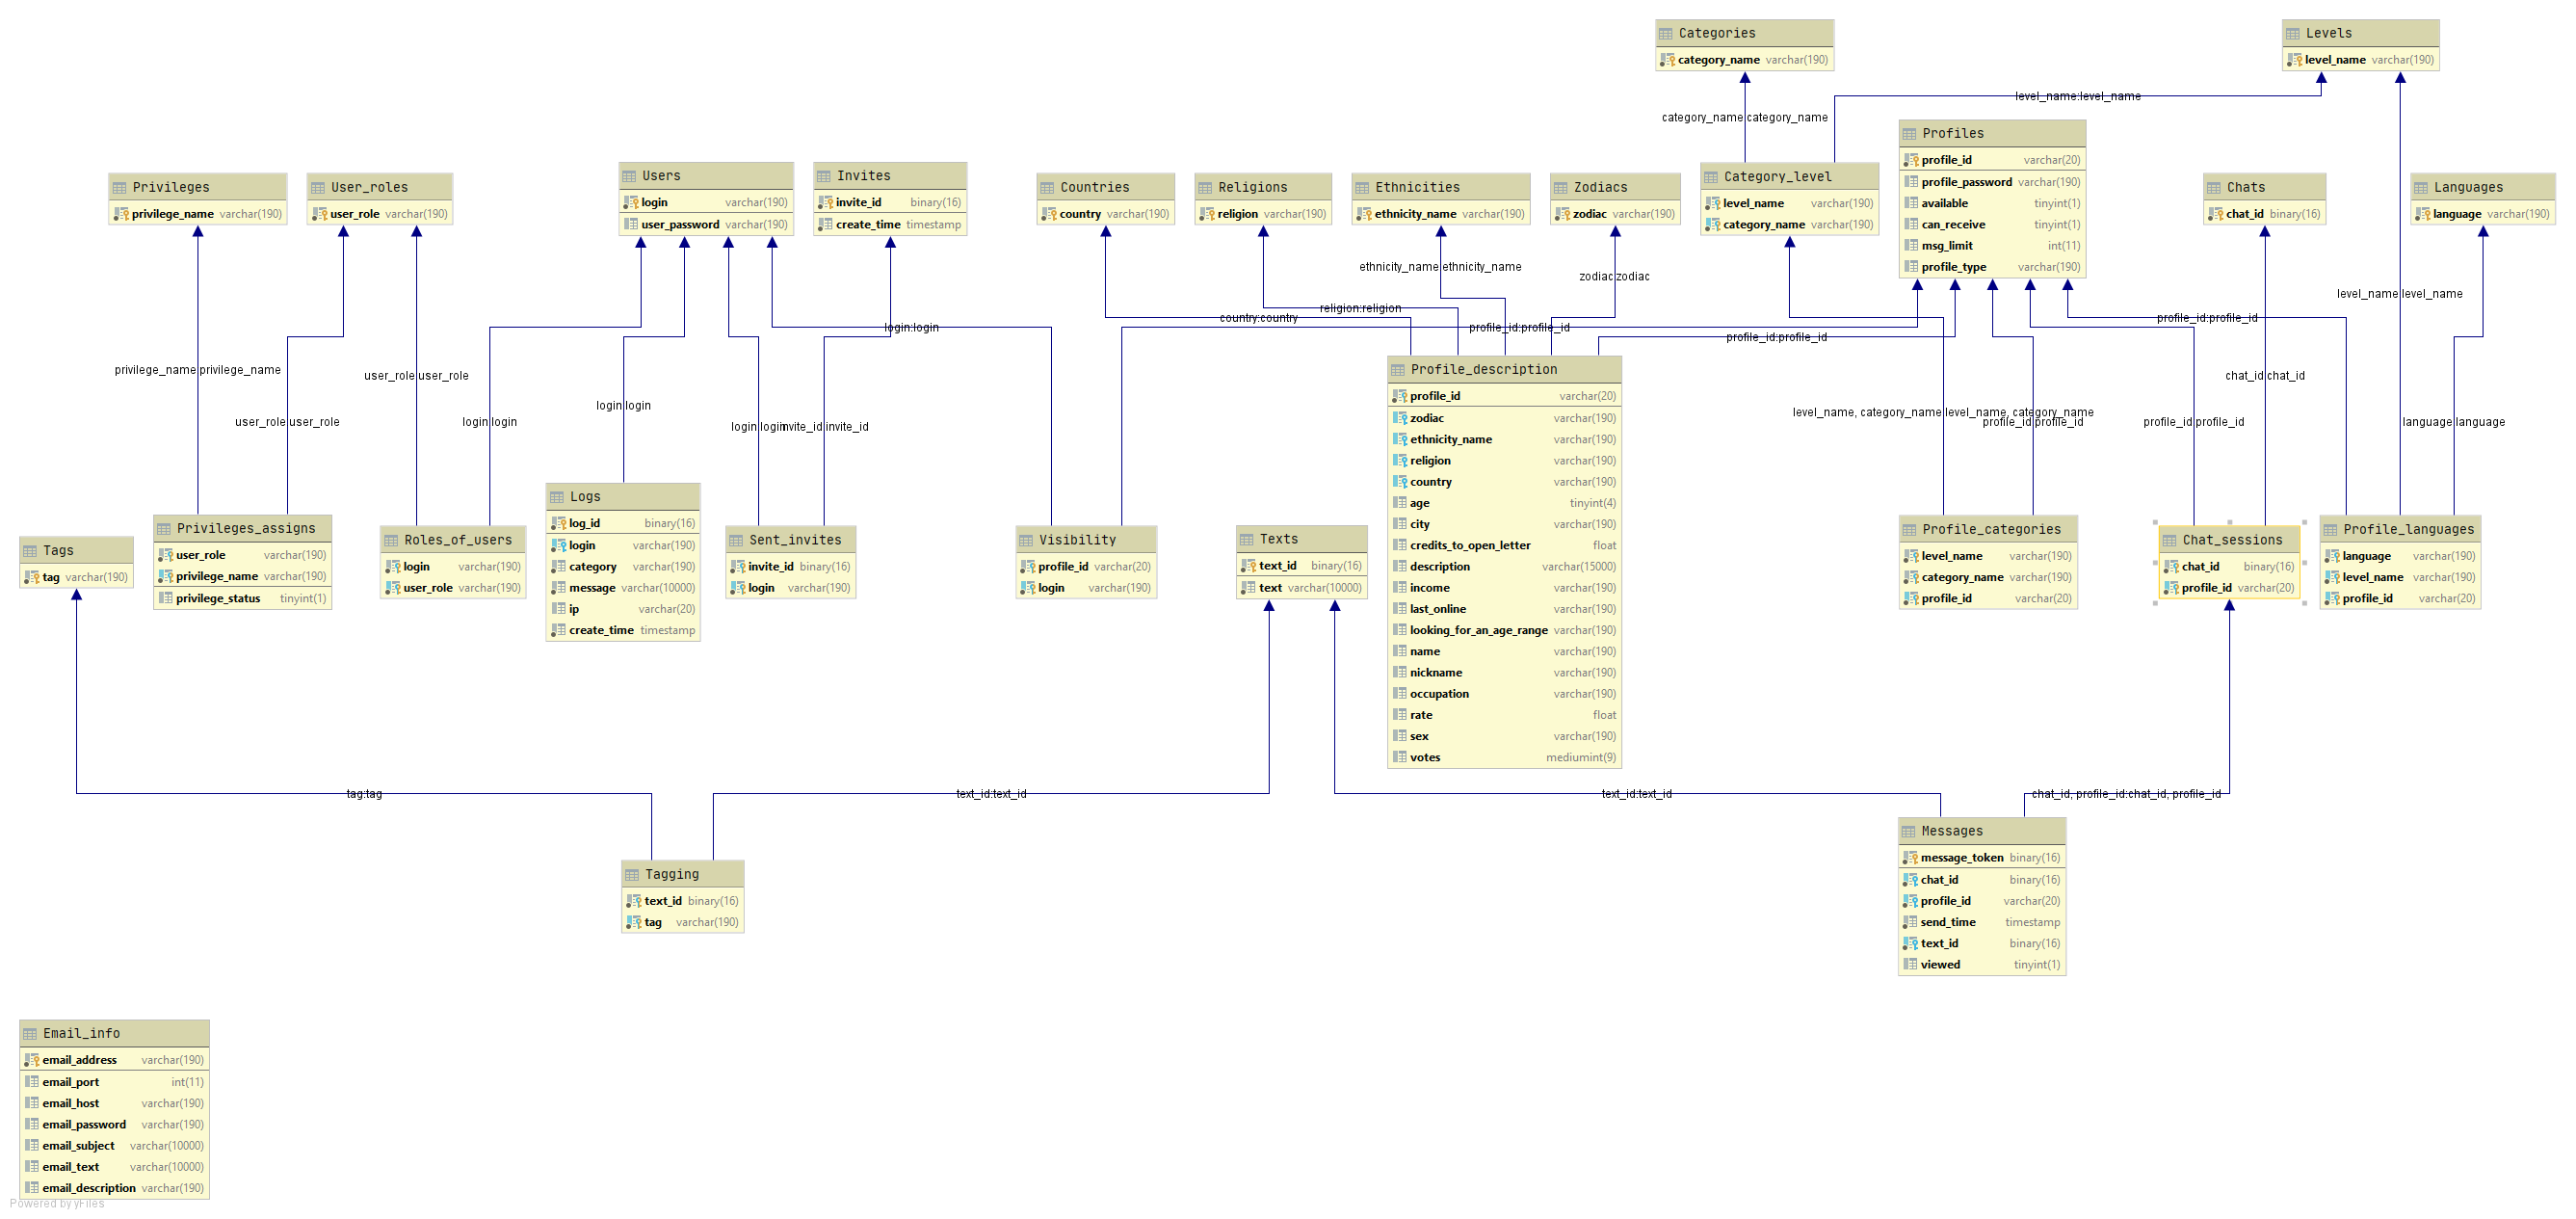 Categories
category_name varchar(190)
Levels
level_name varchar(190)
level_name:level_name
category_name:category_name
Profiles
profile_id varchar(20)
profile_password varchar(190)
available tinyint(1)
can_receive tinyint(1)
msg_limit int(11)
profile_type varchar(190)
Privileges
privilege_name varchar(190)
User_roles
user_role varchar(190)
Users
login varchar(190)
user_password varchar(190)
Invites
invite_id binary(16)
create_time timestamp
Countries
country varchar(190)
Religions
religion varchar(190)
Ethnicities
ethnicity_name varchar(190)
Zodiacs
zodiac varchar(190)
Category_level
level_name varchar(190)
category_name varchar(190)
Chats
chat_id binary(16)
Languages
language varchar(190)
ethnicity_name:ethnicity_name
zodiac:zodiac
level_name:level_name
religion:religion
country:country
profile_id:profile_id
login:login
profile_id:profile_id
profile_id:profile_id
privilege_name:privilege_name
user_role:user_role
login:login
chat_id:chat_id
level_name, category_name:level_name, category_name
user_role:user_role
login:login
login:login
invite_id:invite_id
profile_id:profile_id
profile_id:profile_id
language:language
Profile_description
profile_id varchar(20)
zodiac varchar(190)
ethnicity_name varchar(190)
religion varchar(190)
country varchar(190)
age tinyint(4)
city varchar(190)
credits_to_open_letter float
description varchar(15000)
income varchar(190)
last_online varchar(190)
looking_for_an_age_range varchar(190)
name varchar(190)
nickname varchar(190)
occupation varchar(190)
rate float
sex varchar(190)
votes mediumint(9)
Tags
tag varchar(190)
Privileges_assigns
user_role varchar(190)
privilege_name varchar(190)
privilege_status tinyint(1)
Roles_of_users
login varchar(190)
user_role varchar(190)
Logs
log_id binary(16)
login varchar(190)
category varchar(190)
message varchar(10000)
ip varchar(20)
create_time timestamp
Sent_invites
invite_id binary(16)
login varchar(190)
Visibility
profile_id varchar(20)
login varchar(190)
Texts
text_id binary(16)
text varchar(10000)
Profile_categories
level_name varchar(190)
category_name varchar(190)
profile_id varchar(20)
Chat_sessions
chat_id binary(16)
profile_id varchar(20)
Profile_languages
language varchar(190)
level_name varchar(190)
profile_id varchar(20)
tag:tag
text_id:text_id
text_id:text_id
chat_id, profile_id:chat_id, profile_id
Tagging
text_id binary(16)
tag varchar(190)
Messages
message_token binary(16)
chat_id binary(16)
profile_id varchar(20)
send_time timestamp
text_id binary(16)
viewed tinyint(1)
Email_info
email_address varchar(190)
email_port int(11)
email_host varchar(190)
email_password varchar(190)
email_subject varchar(10000)
email_text varchar(10000)
email_description varchar(190)
Powered by yFiles